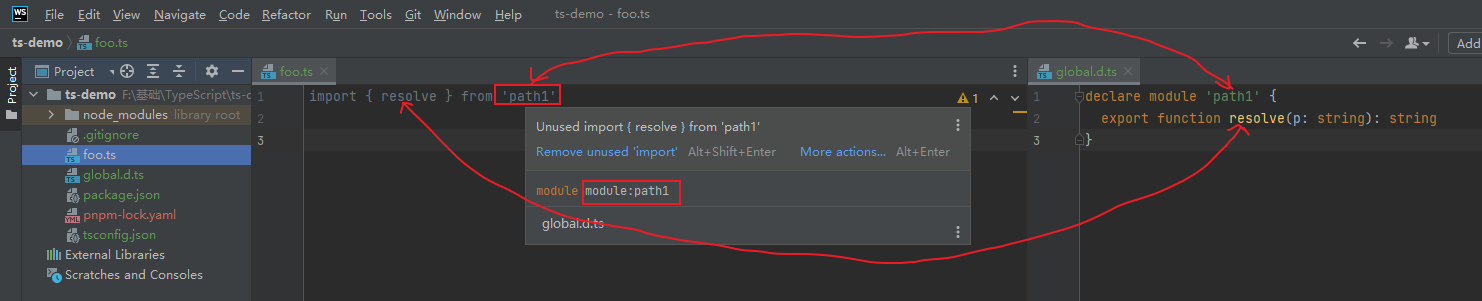 WS File Edit View Navigate Code Refactor Run Tools Git Window Help ts-demo - foo.ts
ts-demo foo.ts Add
Project
Project
ts-demo F:\基础\TypeScript\ts-d
node_modules library root
.gitignore
foo.ts
global.d.ts
package.json
pnpm-lock.yaml
tsconfig.json
External Libraries
Scratches and Consoles
foo.ts
1 import { resolve } from 'path1'
2
3
1
Unused import { resolve } from 'path1'
Remove unused 'import' Alt+Shift+Enter More actions... Alt+Enter
module module:path1
global.d.ts
global.d.ts
1 declare module 'path1' {
2 export function resolve(p: string): string
3 }